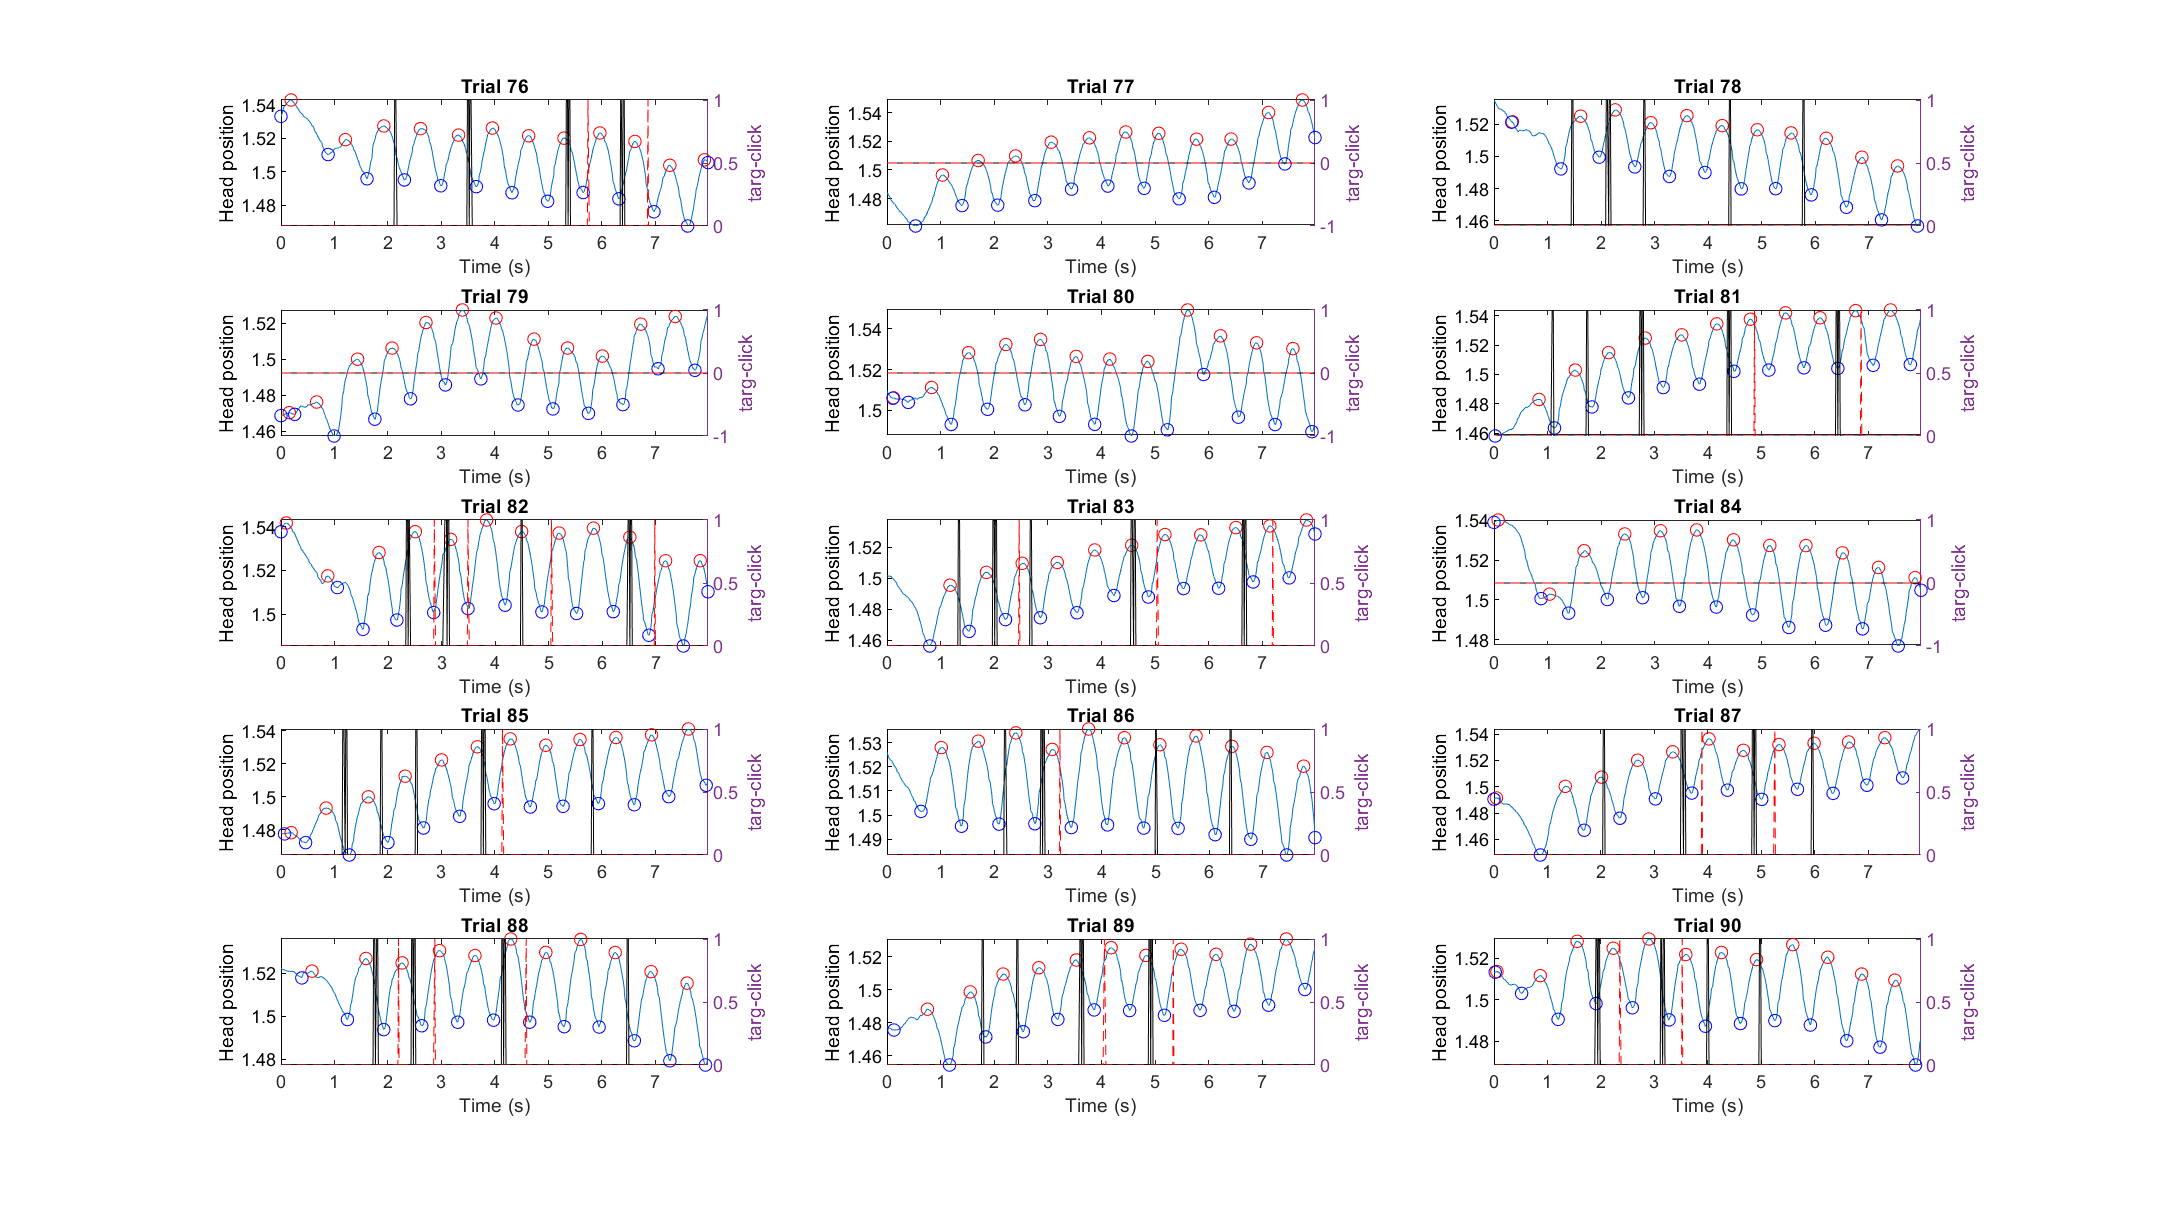 Trial 76
Head position
1.54
1.52
1.5
1.48
1
0.5
0
targ-click
0 1 2 3 4 5 6 7
Time (s)
Trial 77
Head position
1.54
1.52
1.5
1.48
1
0
-1
targ-click
0 1 2 3 4 5 6 7
Time (s)
Trial 78
Head position
1.52
1.5
1.48
1.46
1
0.5
0
targ-click
0 1 2 3 4 5 6 7
Time (s)
Trial 79
Head position
1.52
1.5
1.48
1.46
1
0
-1
targ-click
0 1 2 3 4 5 6 7
Time (s)
Trial 80
Head position
1.54
1.52
1.5
1
0
-1
targ-click
0 1 2 3 4 5 6 7
Time (s)
Trial 81
Head position
1.54
1.52
1.5
1.48
1.46
1
0.5
0
targ-click
0 1 2 3 4 5 6 7
Time (s)
Trial 82
Head position
1.54
1.52
1.5
1
0.5
0
targ-click
0 1 2 3 4 5 6 7
Time (s)
Trial 83
Head position
1.52
1.5
1.48
1.46
1
0.5
0
targ-click
0 1 2 3 4 5 6 7
Time (s)
Trial 84
Head position
1.54
1.52
1.5
1.48
1
0
-1
targ-click
0 1 2 3 4 5 6 7
Time (s)
Trial 85
Head position
1.54
1.52
1.5
1.48
1
0.5
0
targ-click
0 1 2 3 4 5 6 7
Time (s)
Trial 86
Head position
1.53
1.52
1.51
1.5
1.49
1
0.5
0
targ-click
0 1 2 3 4 5 6 7
Time (s)
Trial 87
Head position
1.54
1.52
1.5
1.48
1.46
1
0.5
0
targ-click
0 1 2 3 4 5 6 7
Time (s)
Trial 88
Head position
1.52
1.5
1.48
1
0.5
0
targ-click
0 1 2 3 4 5 6 7
Time (s)
Trial 89
Head position
1.52
1.5
1.48
1.46
1
0.5
0
targ-click
0 1 2 3 4 5 6 7
Time (s)
Trial 90
Head position
1.52
1.5
1.48
1
0.5
0
targ-click
0 1 2 3 4 5 6 7
Time (s)